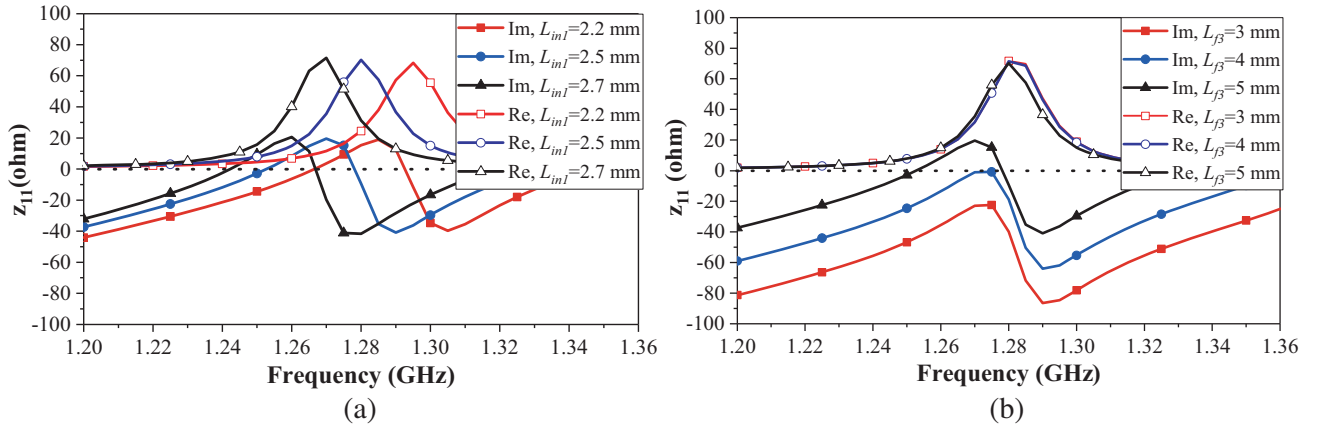 100
80
60
40
20
0
-20
-40
-60
-80
-100
z11(ohm)
Im, Lin1=2.2 mm
Im, Lin1=2.5 mm
Im, Lin1=2.7 mm
Re, Lin1=2.2 mm
Re, Lin1=2.5 mm
Re, Lin1=2.7 mm
1.20 1.22 1.24 1.26 1.28 1.30 1.32 1.34 1.36
Frequency (GHz)
(a)
100
80
60
40
20
0
-20
-40
-60
-80
-100
z11 (ohm)
Im, Lf3=3 mm
Im, Lf3=4 mm
Im, Lf3=5 mm
Re, Lf3=3 mm
Re, Lf3=4 mm
Re, Lf3=5 mm
1.20 1.22 1.24 1.26 1.28 1.30 1.32 1.34 1.36
Frequency (GHz)
(b)